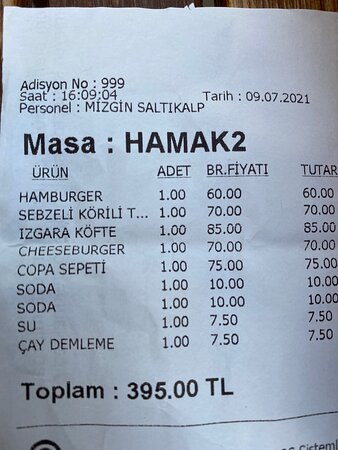 Adisyon No : 999
Saat : 16:09:04 Tarih : 09.07.2021
Personel : MİZGİN SALTIKALP
Masa : HAMAK2
ÜRÜN ADET BR.FİYATI TUTAR
HAMBURGER 1.00 60.00 60.00
SEBZELİ KÖRİLİ T... 1.00 70.00 70.00
IZGARA KÖFTE 1.00 85.00 85.00
CHEESEBURGER 1.00 70.00 70.00
COPA SEPETİ 1.00 75.00 75.00
SODA 1.00 10.00 10.00
SODA 1.00 10.00 10.00
SU 1.00 7.50 7.50
ÇAY DEMLEME 1.00 7.50 7.50
Toplam : 395.00 TL